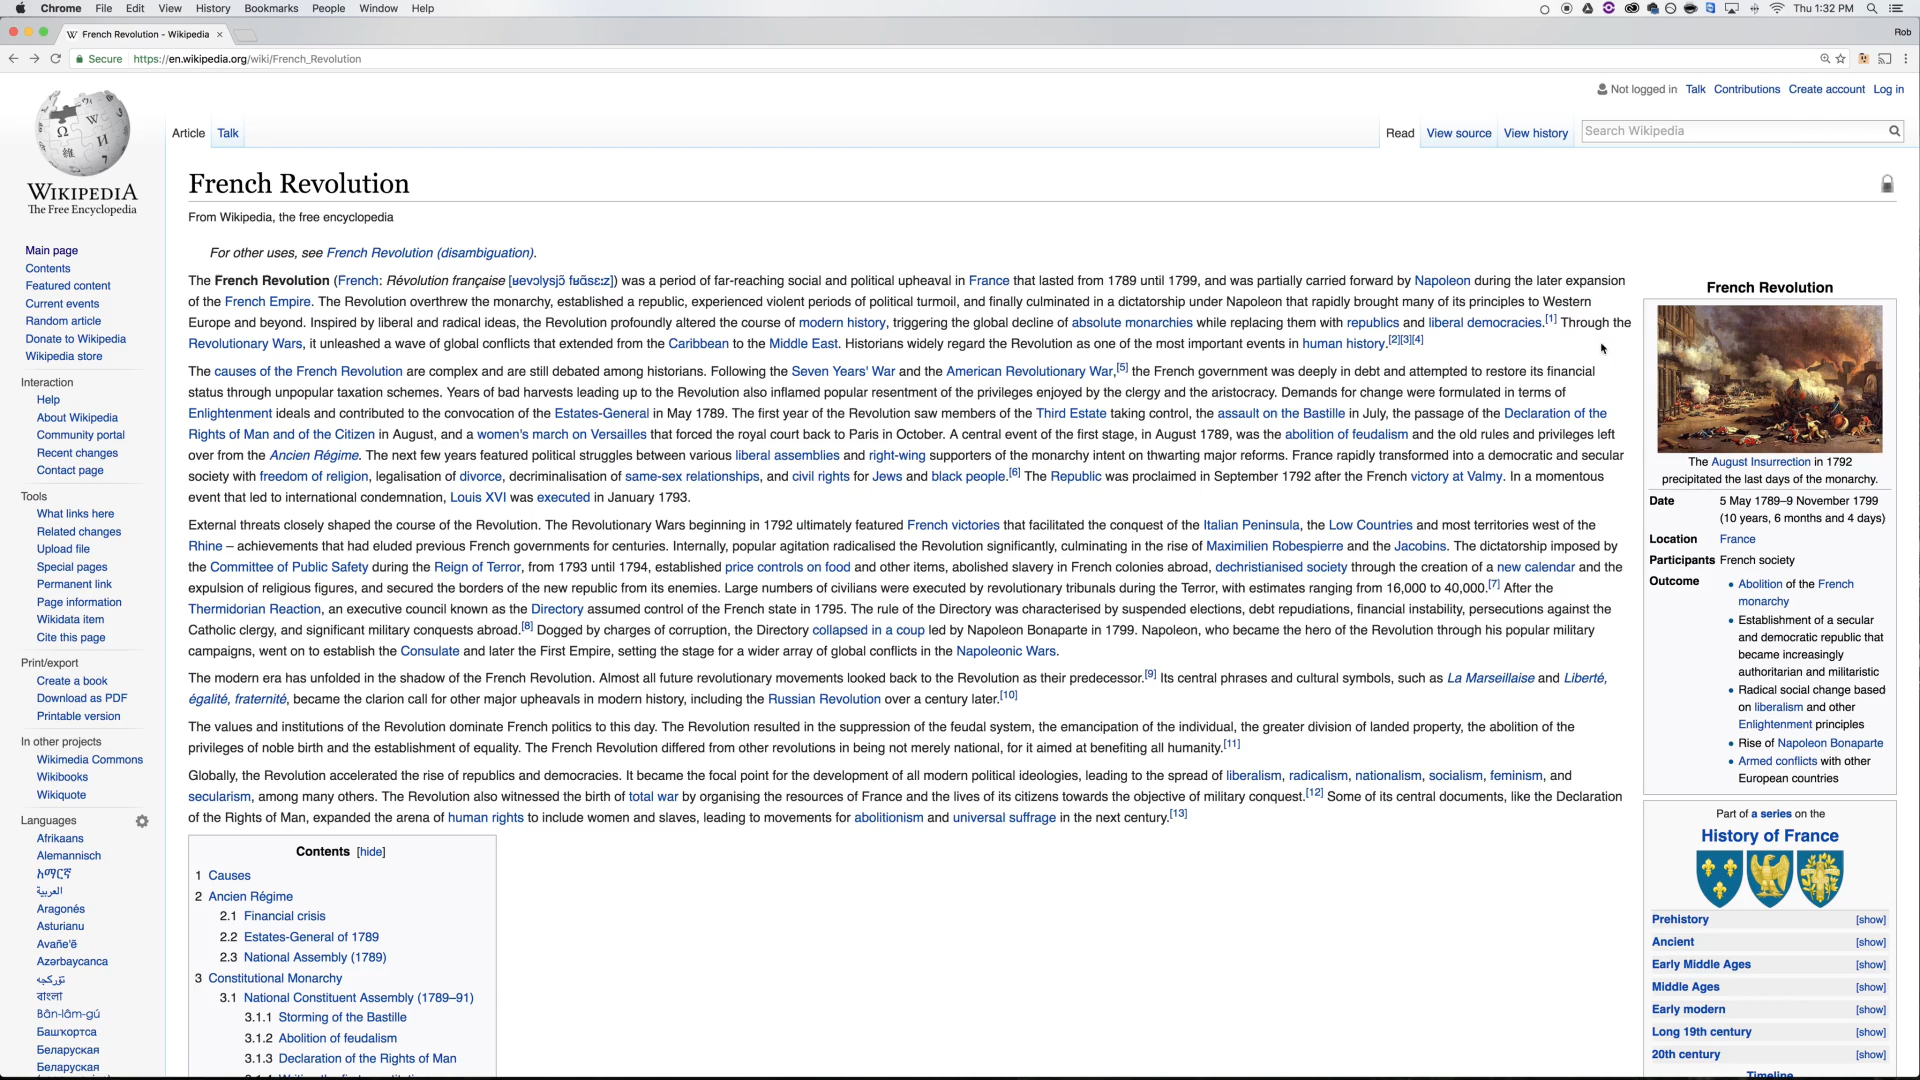 Chrome File Edit View History Bookmarks People Window Help
Thu 1:32 PM
French Revolution - Wikipedia
Rob
Secure https://en.wikipedia.org/wiki/French_Revolution
Not logged in Talk Contributions Create account Log in
Article Talk
Read View source View history Search Wikipedia
WIKIPEDIA
The Free Encyclopedia
Main page
Contents
Featured content
Current events
Random article
Donate to Wikipedia
Wikipedia store
Interaction
Help
About Wikipedia
Community portal
Recent changes
Contact page
Tools
What links here
Related changes
Upload file
Special pages
Permanent link
Page information
Wikidata item
Cite this page
Print/export
Create a book
Download as PDF
Printable version
In other projects
Wikimedia Commons
Wikibooks
Wikiquote
Languages
Afrikaans
Alemannisch
አማርኛ
العربية
Aragonés
Asturianu
Avañe'ẽ
Azərbaycanca
تۆرکجه
বাংলা
Bân-lâm-gú
Башҡортса
Беларуская
Беларуская
French Revolution
From Wikipedia, the free encyclopedia
For other uses, see French Revolution (disambiguation).
The French Revolution (French: Révolution française [ʁevɔlysjɔ̃ fʁɑ̃sɛːz]) was a period of far-reaching social and political upheaval in France that lasted from 1789 until 1799, and was partially carried forward by Napoleon during the later expansion
of the French Empire. The Revolution overthrew the monarchy, established a republic, experienced violent periods of political turmoil, and finally culminated in a dictatorship under Napoleon that rapidly brought many of its principles to Western
Europe and beyond. Inspired by liberal and radical ideas, the Revolution profoundly altered the course of modern history, triggering the global decline of absolute monarchies while replacing them with republics and liberal democracies.[1] Through the
Revolutionary Wars, it unleashed a wave of global conflicts that extended from the Caribbean to the Middle East. Historians widely regard the Revolution as one of the most important events in human history.[2][3][4]
The causes of the French Revolution are complex and are still debated among historians. Following the Seven Years' War and the American Revolutionary War,[5] the French government was deeply in debt and attempted to restore its financial
status through unpopular taxation schemes. Years of bad harvests leading up to the Revolution also inflamed popular resentment of the privileges enjoyed by the clergy and the aristocracy. Demands for change were formulated in terms of
Enlightenment ideals and contributed to the convocation of the Estates-General in May 1789. The first year of the Revolution saw members of the Third Estate taking control, the assault on the Bastille in July, the passage of the Declaration of the
Rights of Man and of the Citizen in August, and a women's march on Versailles that forced the royal court back to Paris in October. A central event of the first stage, in August 1789, was the abolition of feudalism and the old rules and privileges left
over from the Ancien Régime. The next few years featured political struggles between various liberal assemblies and right-wing supporters of the monarchy intent on thwarting major reforms. France rapidly transformed into a democratic and secular
society with freedom of religion, legalisation of divorce, decriminalisation of same-sex relationships, and civil rights for Jews and black people.[6] The Republic was proclaimed in September 1792 after the French victory at Valmy. In a momentous
event that led to international condemnation, Louis XVI was executed in January 1793.
External threats closely shaped the course of the Revolution. The Revolutionary Wars beginning in 1792 ultimately featured French victories that facilitated the conquest of the Italian Peninsula, the Low Countries and most territories west of the
Rhine – achievements that had eluded previous French governments for centuries. Internally, popular agitation radicalised the Revolution significantly, culminating in the rise of Maximilien Robespierre and the Jacobins. The dictatorship imposed by
the Committee of Public Safety during the Reign of Terror, from 1793 until 1794, established price controls on food and other items, abolished slavery in French colonies abroad, dechristianised society through the creation of a new calendar and the
expulsion of religious figures, and secured the borders of the new republic from its enemies. Large numbers of civilians were executed by revolutionary tribunals during the Terror, with estimates ranging from 16,000 to 40,000.[7] After the
Thermidorian Reaction, an executive council known as the Directory assumed control of the French state in 1795. The rule of the Directory was characterised by suspended elections, debt repudiations, financial instability, persecutions against the
Catholic clergy, and significant military conquests abroad.[8] Dogged by charges of corruption, the Directory collapsed in a coup led by Napoleon Bonaparte in 1799. Napoleon, who became the hero of the Revolution through his popular military
campaigns, went on to establish the Consulate and later the First Empire, setting the stage for a wider array of global conflicts in the Napoleonic Wars.
The modern era has unfolded in the shadow of the French Revolution. Almost all future revolutionary movements looked back to the Revolution as their predecessor.[9] Its central phrases and cultural symbols, such as La Marseillaise and Liberté,
égalité, fraternité, became the clarion call for other major upheavals in modern history, including the Russian Revolution over a century later.[10]
The values and institutions of the Revolution dominate French politics to this day. The Revolution resulted in the suppression of the feudal system, the emancipation of the individual, the greater division of landed property, the abolition of the
privileges of noble birth and the establishment of equality. The French Revolution differed from other revolutions in being not merely national, for it aimed at benefiting all humanity.[11]
Globally, the Revolution accelerated the rise of republics and democracies. It became the focal point for the development of all modern political ideologies, leading to the spread of liberalism, radicalism, nationalism, socialism, feminism, and
secularism, among many others. The Revolution also witnessed the birth of total war by organising the resources of France and the lives of its citizens towards the objective of military conquest.[12] Some of its central documents, like the Declaration
of the Rights of Man, expanded the arena of human rights to include women and slaves, leading to movements for abolitionism and universal suffrage in the next century.[13]
Contents [hide]
1 Causes
2 Ancien Régime
2.1 Financial crisis
2.2 Estates-General of 1789
2.3 National Assembly (1789)
3 Constitutional Monarchy
3.1 National Constituent Assembly (1789–91)
3.1.1 Storming of the Bastille
3.1.2 Abolition of feudalism
3.1.3 Declaration of the Rights of Man
French Revolution
The August Insurrection in 1792
precipitated the last days of the monarchy.
Date 5 May 1789–9 November 1799
(10 years, 6 months and 4 days)
Location France
Participants French society
Outcome
• Abolition of the French
monarchy
• Establishment of a secular
and democratic republic that
became increasingly
authoritarian and militaristic
• Radical social change based
on liberalism and other
Enlightenment principles
• Rise of Napoleon Bonaparte
• Armed conflicts with other
European countries
Part of a series on the
History of France
Prehistory [show]
Ancient [show]
Early Middle Ages [show]
Middle Ages [show]
Early modern [show]
Long 19th century [show]
20th century [show]
Timeline